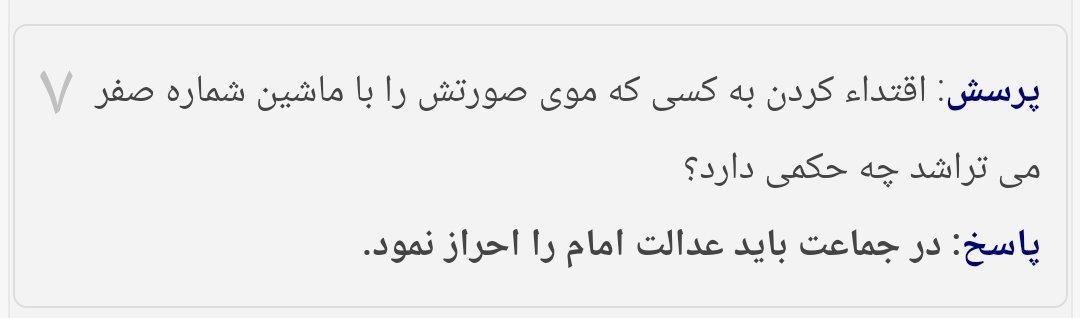 پرسش: اقتداء کردن به کسی که موی صورتش را با ماشین شماره صفر ۷
می تراشد چه حکمی دارد؟
پاسخ: در جماعت باید عدالت امام را احراز نمود.